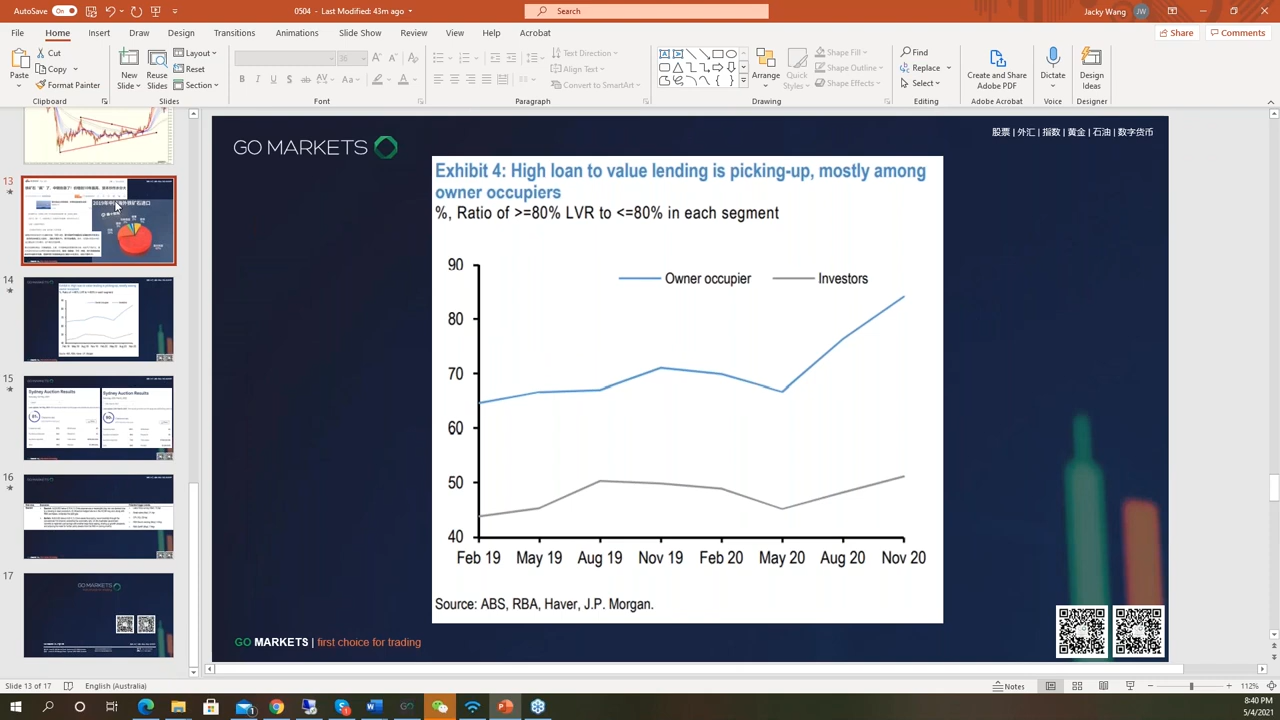 AutoSave On
0504 - Last Modified: 43m ago
Search
Jacky Wang JW
File Home Insert Draw Design Transitions Animations Slide Show Review View Help Acrobat
Share Comments
Paste
Cut
Copy
Format Painter
Clipboard
New Slide
Reuse Slides
Layout
Reset
Section
Slides
36
Font
Text Direction
Align Text
Convert to SmartArt
Paragraph
Arrange
Quick Styles
Shape Fill
Shape Outline
Shape Effects
Drawing
Find
Replace
Select
Editing
Create and Share Adobe PDF
Adobe Acrobat
Dictate
Voice
Design Ideas
Designer
13
14
15
Sydney Auction Results
Sydney Auction Results
16
17
GO MARKETS
股票 | 外汇 | 指数 | 黄金 | 石油 | 数字货币
Exhibit 4: High loan to value lending is picking-up, mostly among
owner occupiers
%, Ratio of >=80% LVR to <=80% in each segment
Owner occupier Investors
90
80
70
60
50
40
Feb 19 May 19 Aug 19 Nov 19 Feb 20 May 20 Aug 20 Nov 20
Source: ABS, RBA, Haver, J.P. Morgan.
GO MARKETS | first choice for trading
Slide 13 of 17
English (Australia)
Notes
112%
8:40 PM
5/4/2021